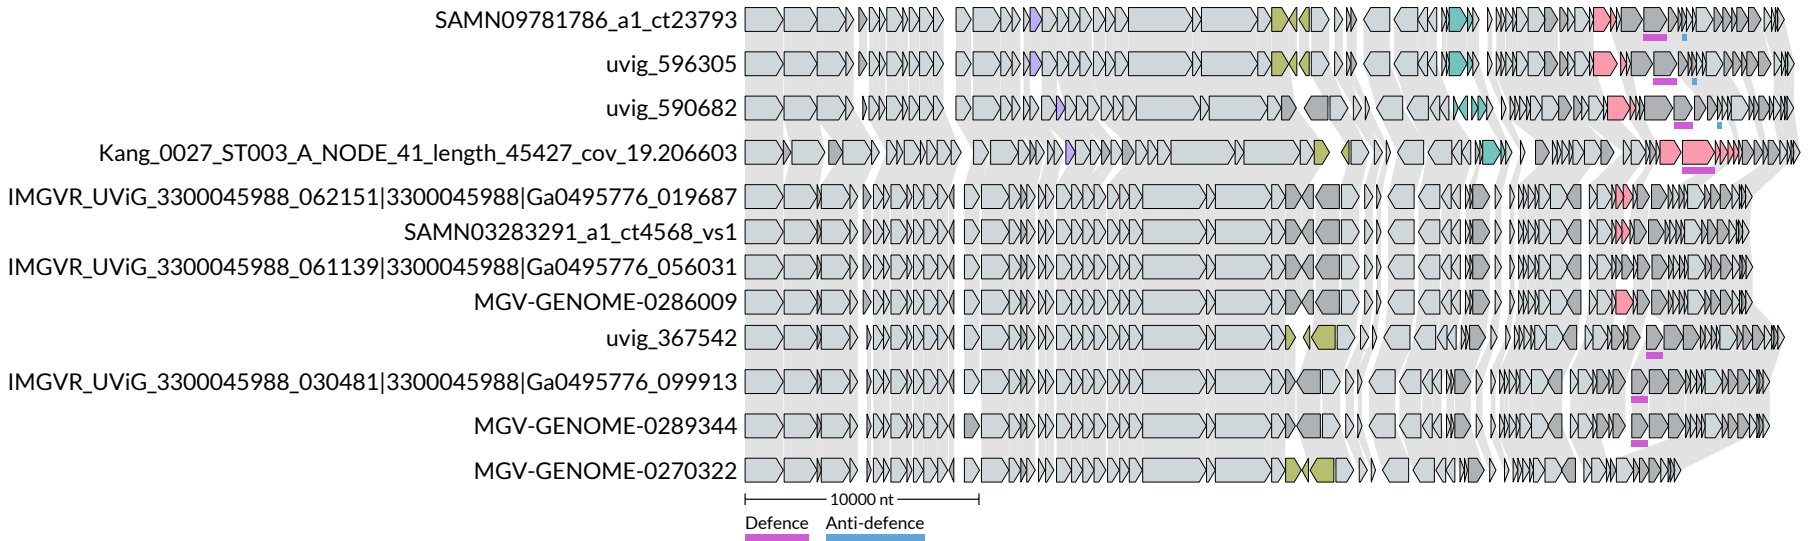 SAMN09781786_a1_ct23793
uvig_596305
uvig_590682
Kang_0027_ST003_A_NODE_41_length_45427_cov_19.206603
IMGVR_UViG_3300045988_062151|3300045988|Ga0495776_019687
SAMN03283291_a1_ct4568_vs1
IMGVR_UViG_3300045988_061139|3300045988|Ga0495776_056031
MGV-GENOME-0286009
uvig_367542
IMGVR_UViG_3300045988_030481|3300045988|Ga0495776_099913
MGV-GENOME-0289344
MGV-GENOME-0270322
10000 nt
Defence Anti-defence